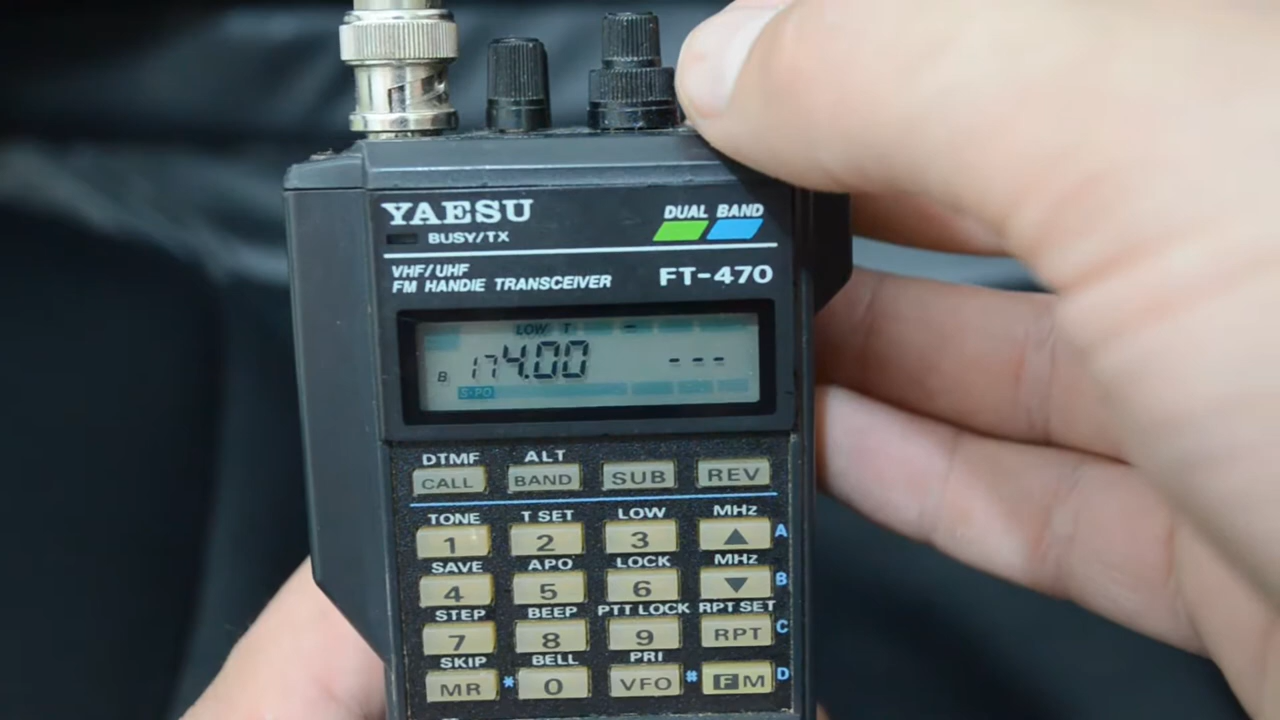 YAESU
DUAL BAND
BUSY/TX
VHF/UHF
FM HANDIE TRANSCEIVER
FT-470
LOW T
B 174.00 ---
S·PO
DTMF ALT
CALL BAND SUB REV
TONE T SET LOW MHz
1 2 3 ▲ A
SAVE APO LOCK MHz
4 5 6 ▼ B
STEP BEEP PTT LOCK RPT SET
7 8 9 RPT C
SKIP BELL PRI
MR * 0 VFO # F M D